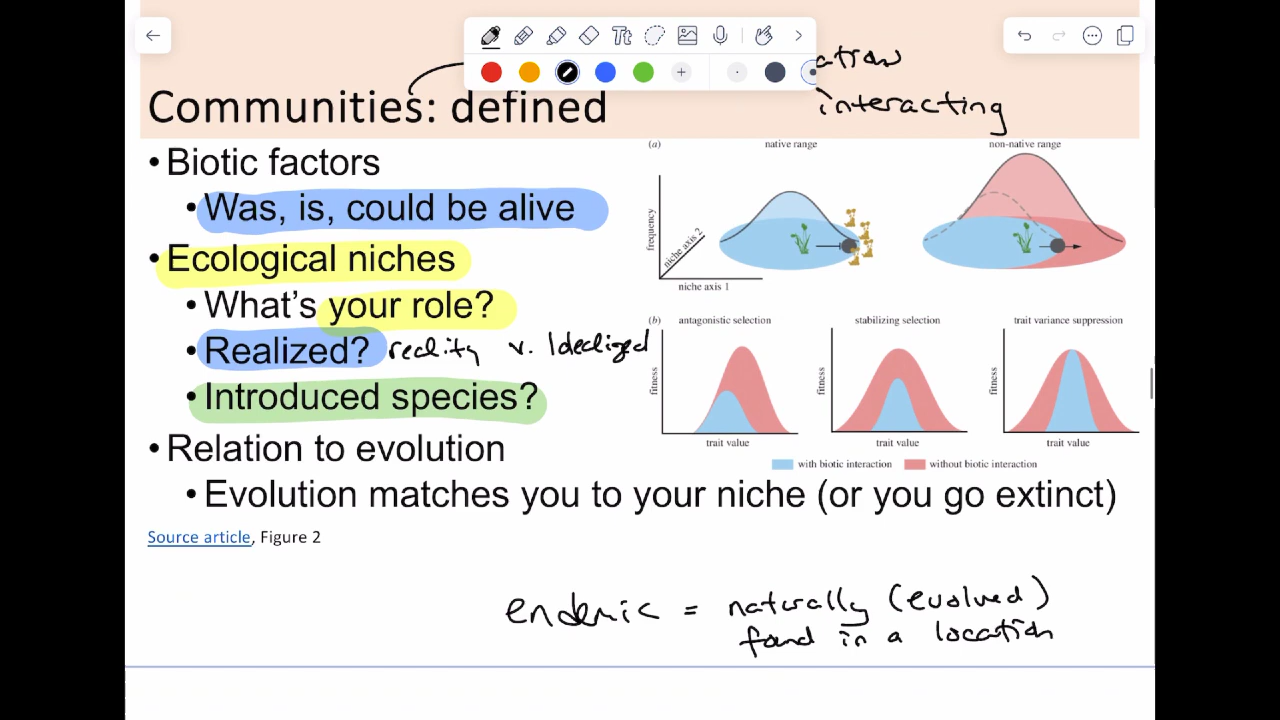 Tt
Communities: defined
interacting
• Biotic factors
• Was, is, could be alive
• Ecological niches
• What's your role?
• Realized? reality v. Idealized
• Introduced species?
• Relation to evolution
• Evolution matches you to your niche (or you go extinct)
(a)
native range
non-native range
frequency
niche axis 2
niche axis 1
(b)
antagonistic selection
stabilizing selection
trait variance suppression
fitness
fitness
fitness
trait value
trait value
trait value
with biotic interaction
without biotic interaction
Source article, Figure 2
endemic = naturally (evolved)
found in a location